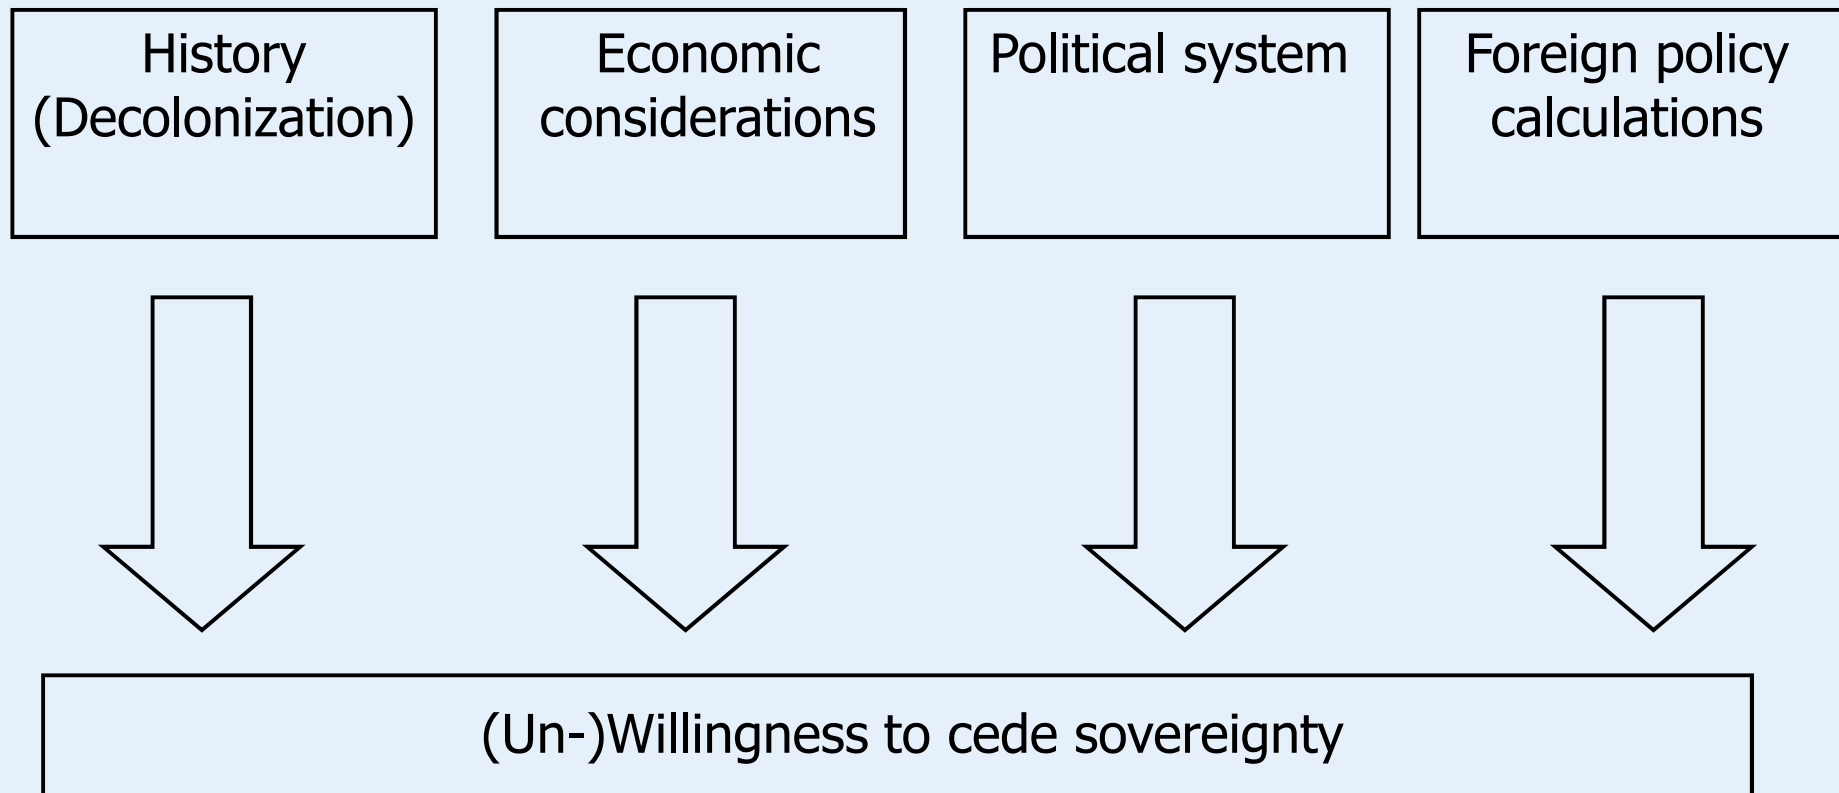 History
(Decolonization)
Economic
considerations
Political system
Foreign policy
calculations
(Un-)Willingness to cede sovereignty